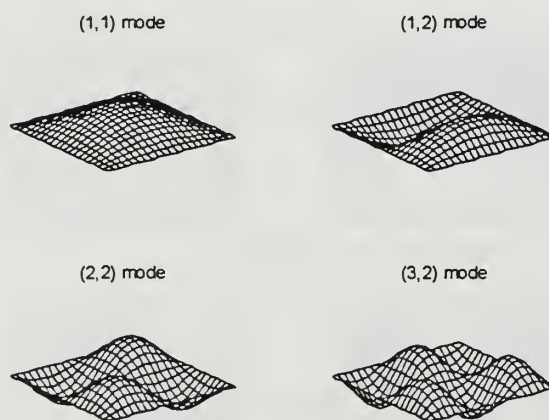 (1,1) mode
(1,2) mode
(2,2) mode
(3,2) mode